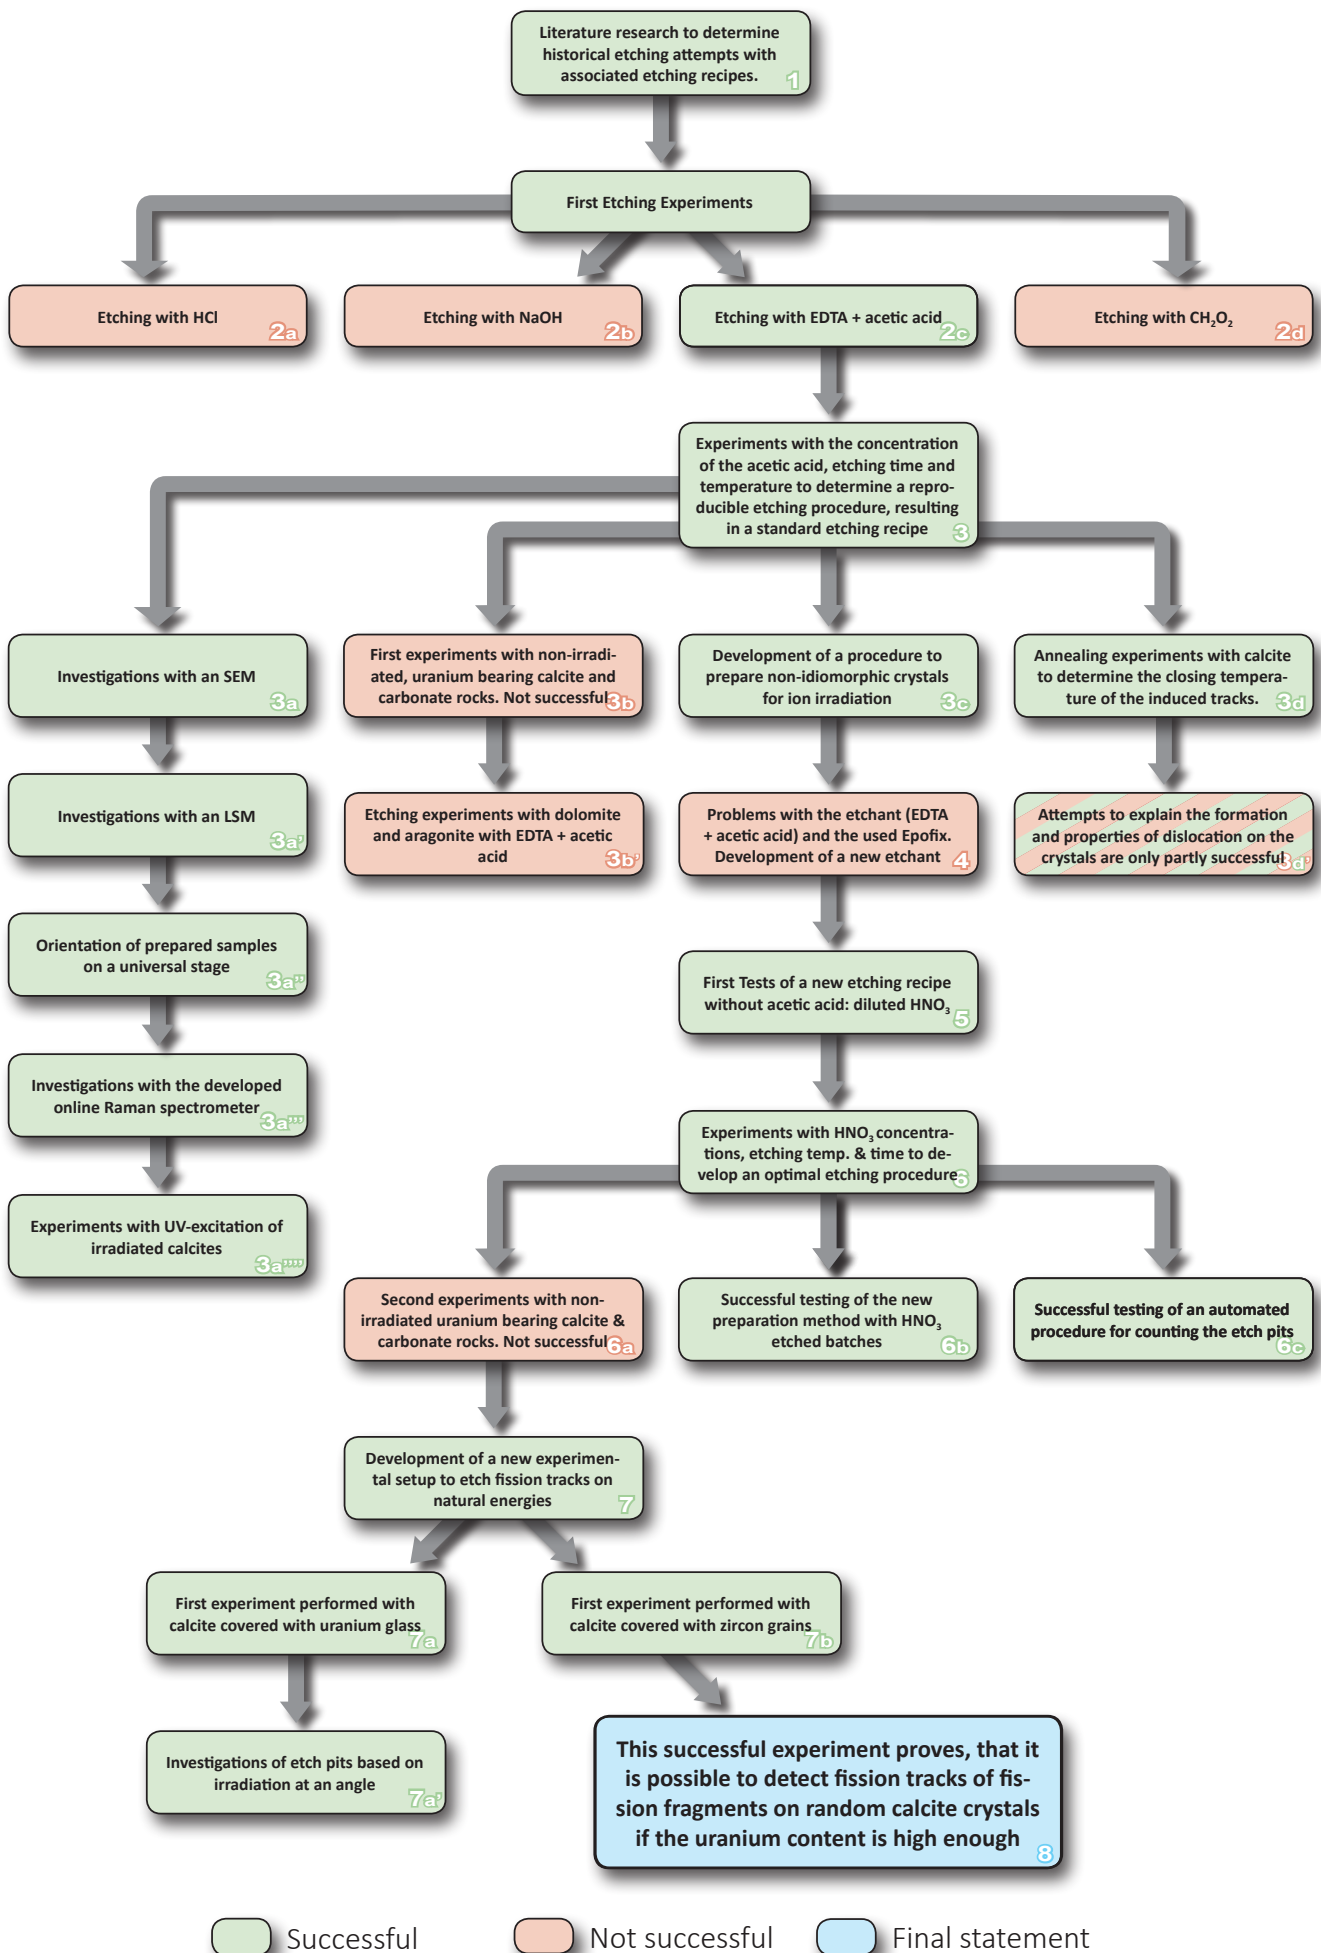 Literature research to determine
historical etching attempts with
associated etching recipes.
1
First Etching Experiments
Etching with HCl
2a
Etching with NaOH
2b
Etching with EDTA + acetic acid
2c
Etching with CH₂O₂
2d
Experiments with the concentration
of the acetic acid, etching time and
temperature to determine a repro-
ducible etching procedure, resulting
in a standard etching recipe
3
Investigations with an SEM
3a
First experiments with non-irradi-
ated, uranium bearing calcite and
carbonate rocks. Not successful
3b
Development of a procedure to
prepare non-idiomorphic crystals
for ion irradiation
3c
Annealing experiments with calcite
to determine the closing tempera-
ture of the induced tracks.
3d
Investigations with an LSM
3a'
Etching experiments with dolomite
and aragonite with EDTA + acetic
acid
3b'
Problems with the etchant (EDTA
+ acetic acid) and the used Epofix.
Development of a new etchant
4
Attempts to explain the formation
and properties of dislocation on the
crystals are only partly successful
3d'
Orientation of prepared samples
on a universal stage
3a''
First Tests of a new etching recipe
without acetic acid: diluted HNO₃
5
Investigations with the developed
online Raman spectrometer
3a'''
Experiments with HNO₃ concentra-
tions, etching temp. & time to de-
velop an optimal etching procedure
6
Experiments with UV-excitation of
irradiated calcites
3a''''
Second experiments with non-
irradiated uranium bearing calcite &
carbonate rocks. Not successful
6a
Successful testing of the new
preparation method with HNO₃
etched batches
6b
Successful testing of an automated
procedure for counting the etch pits
6c
Development of a new experimen-
tal setup to etch fission tracks on
natural energies
7
First experiment performed with
calcite covered with uranium glass
7a
First experiment performed with
calcite covered with zircon grains
7b
Investigations of etch pits based on
irradiation at an angle
7a'
This successful experiment proves, that it
is possible to detect fission tracks of fis-
sion fragments on random calcite crystals
if the uranium content is high enough
8
Successful
Not successful
Final statement